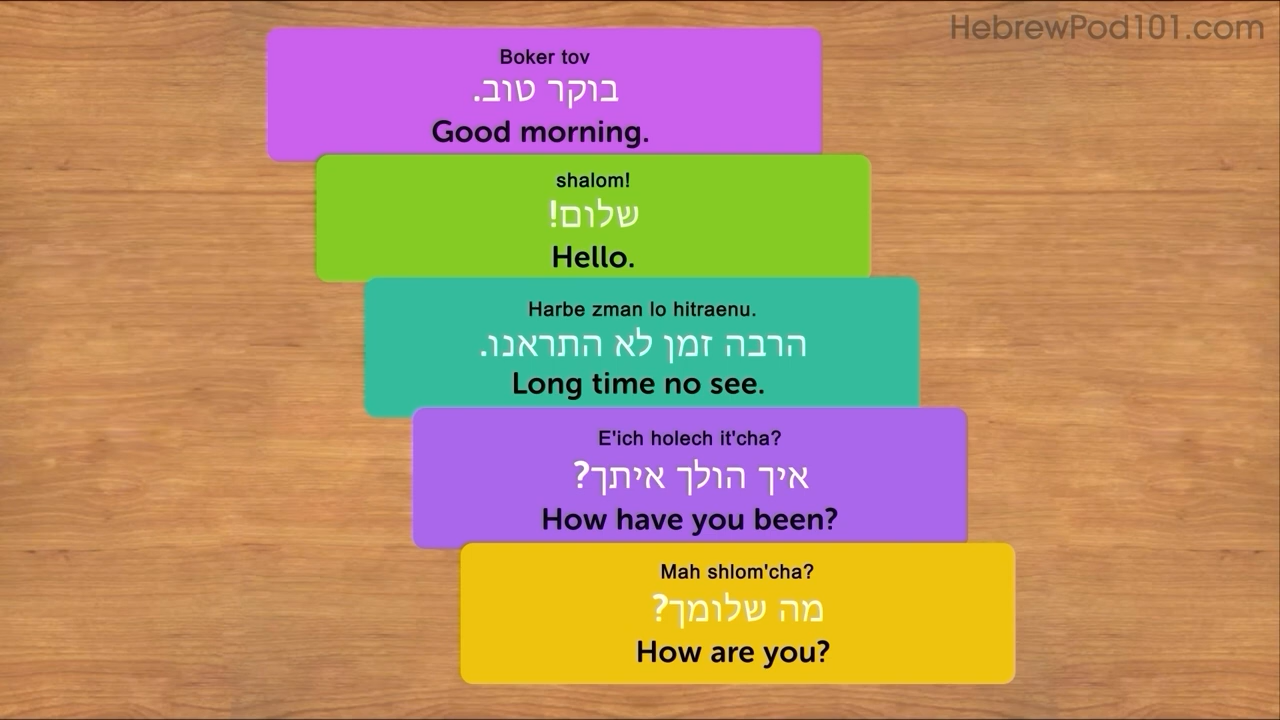 HebrewPod101.com
Boker tov
בוקר טוב.
Good morning.
shalom!
שלום!
Hello.
Harbe zman lo hitraenu.
הרבה זמן לא התראנו.
Long time no see.
E'ich holech it'cha?
איך הולך איתך?
How have you been?
Mah shlom'cha?
מה שלומך?
How are you?